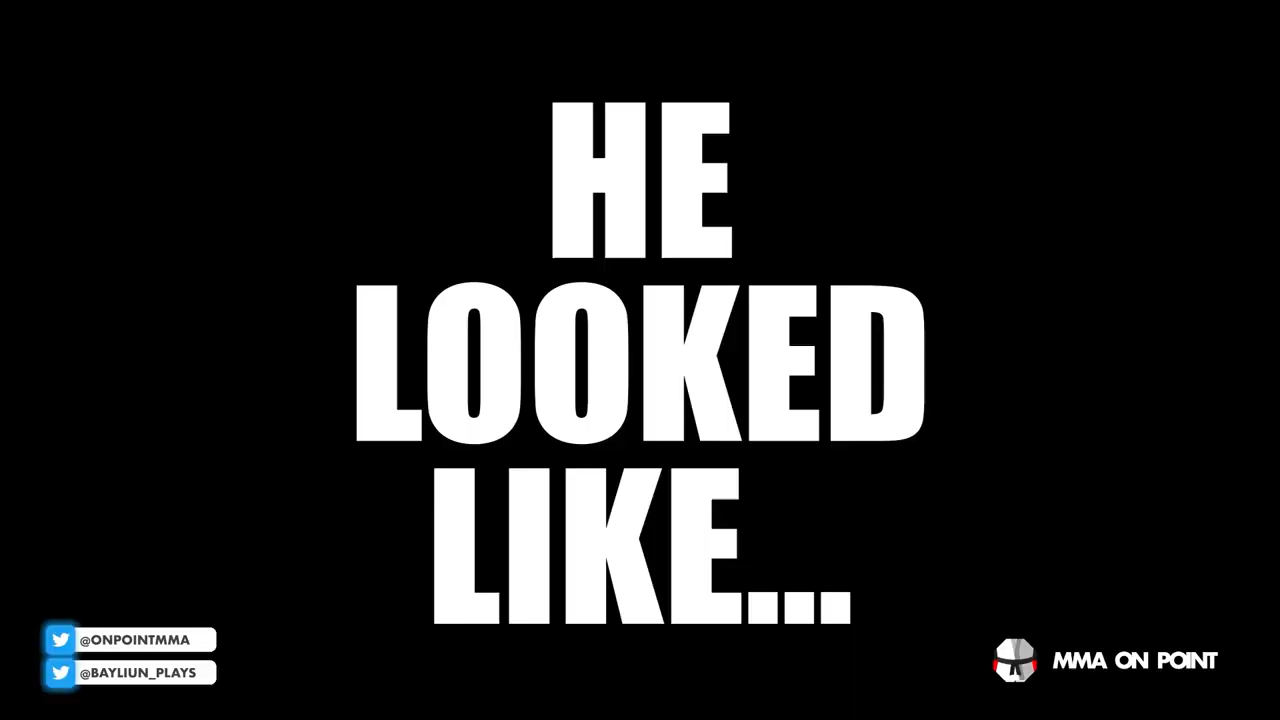 HE
LOOKED
LIKE...
@ONPOINTMMA
@BAYLIUN_PLAYS
MMA ON POINT